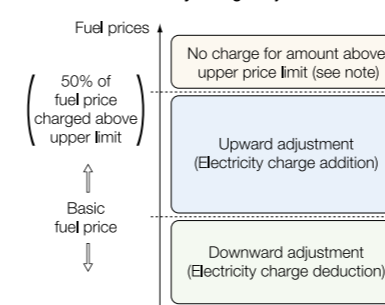 Fuel prices
No charge for amount above
upper price limit (see note)
50% of
fuel price
charged above
upper limit
Upward adjustment
(Electricity charge addition)
Basic
fuel price
Downward adjustment
(Electricity charge deduction)